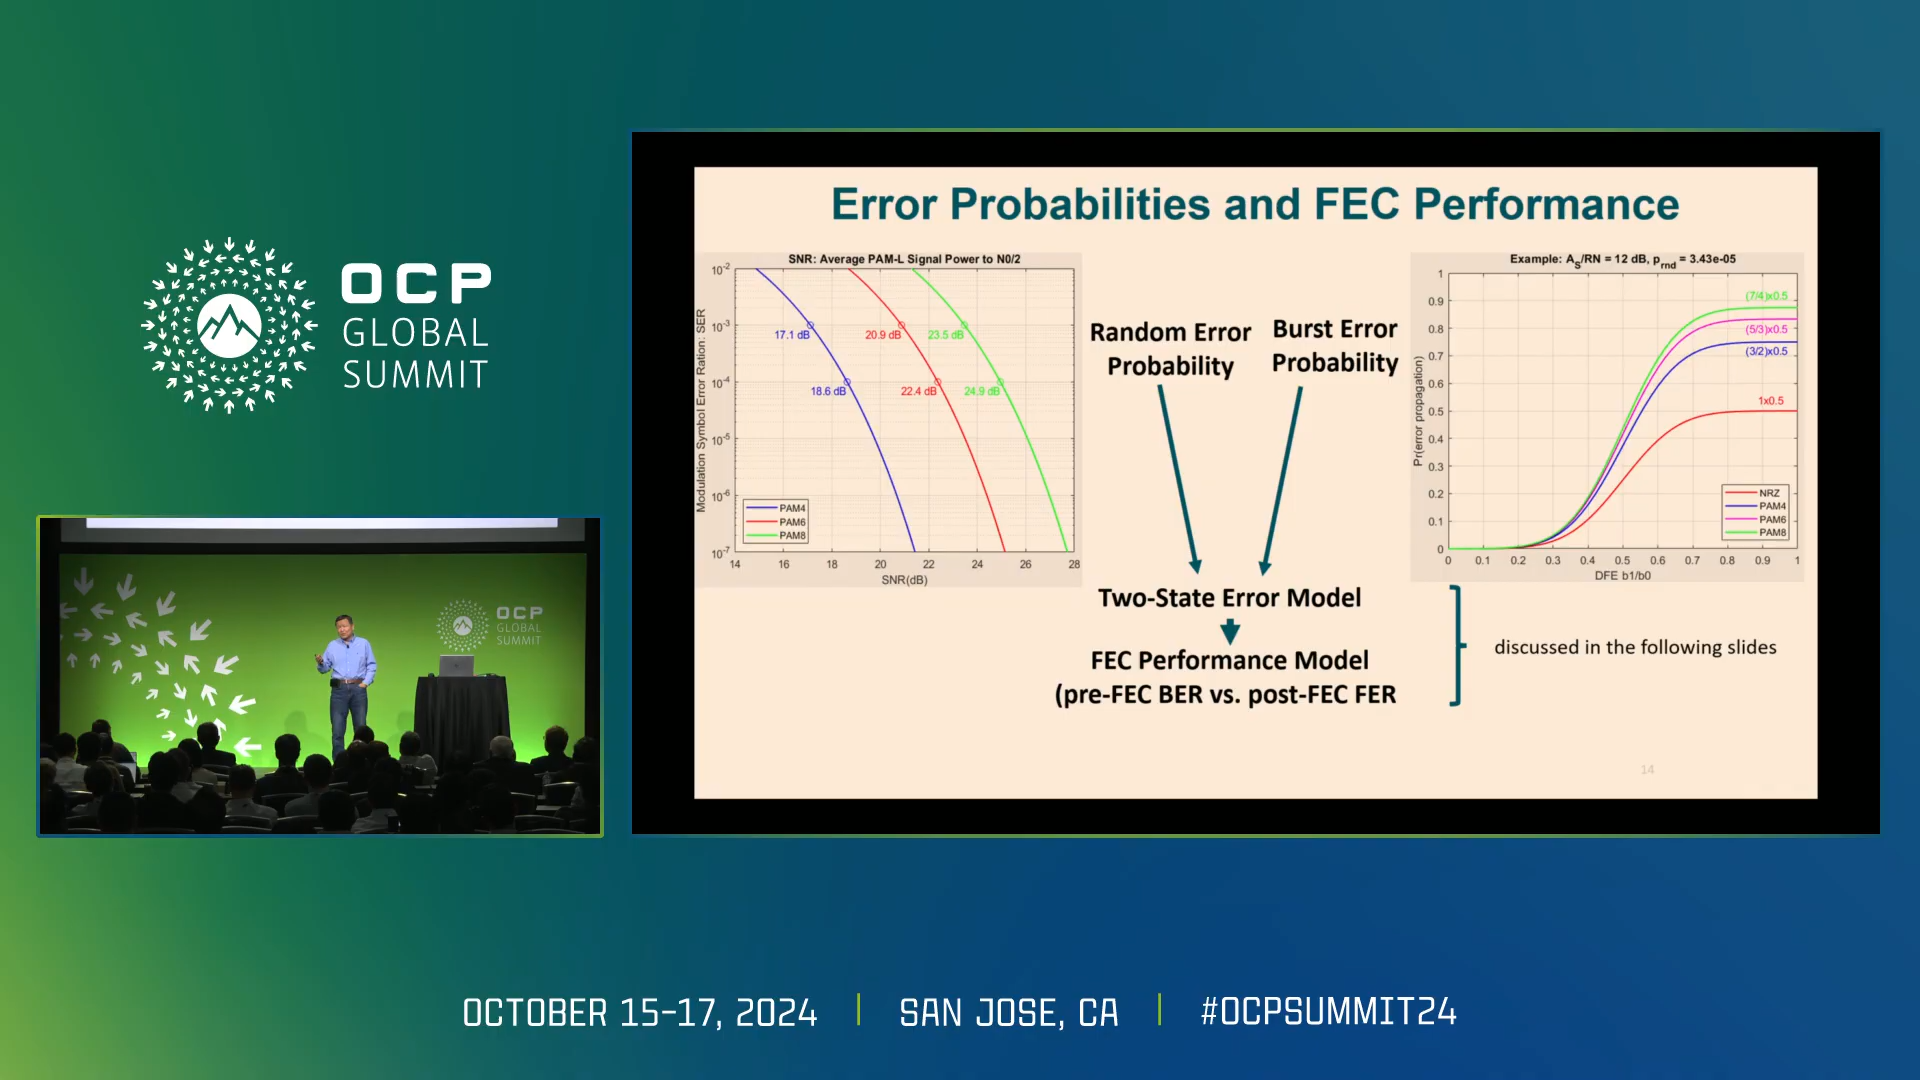 OCP
GLOBAL
SUMMIT
OCP
GLOBAL
SUMMIT
Error Probabilities and FEC Performance
SNR: Average PAM-L Signal Power to N0/2
Modulation Symbol Error Ration: SER
10-2
10-3
10-4
10-5
10-6
10-7
17.1 dB
20.9 dB
23.5 dB
18.6 dB
22.4 dB
24.9 dB
PAM4
PAM6
PAM8
14 16 18 20 22 24 26 28
SNR(dB)
Random Error
Probability
Burst Error
Probability
Two-State Error Model
FEC Performance Model
(pre-FEC BER vs. post-FEC FER
Example: AS/RN = 12 dB, prnd = 3.43e-05
Pr(error propagation)
1
0.9
0.8
0.7
0.6
0.5
0.4
0.3
0.2
0.1
0
(7/4)x0.5
(5/3)x0.5
(3/2)x0.5
1x0.5
NRZ
PAM4
PAM6
PAM8
0 0.1 0.2 0.3 0.4 0.5 0.6 0.7 0.8 0.9 1
DFE b1/b0
discussed in the following slides
14
OCTOBER 15-17, 2024 | SAN JOSE, CA | #OCPSUMMIT24